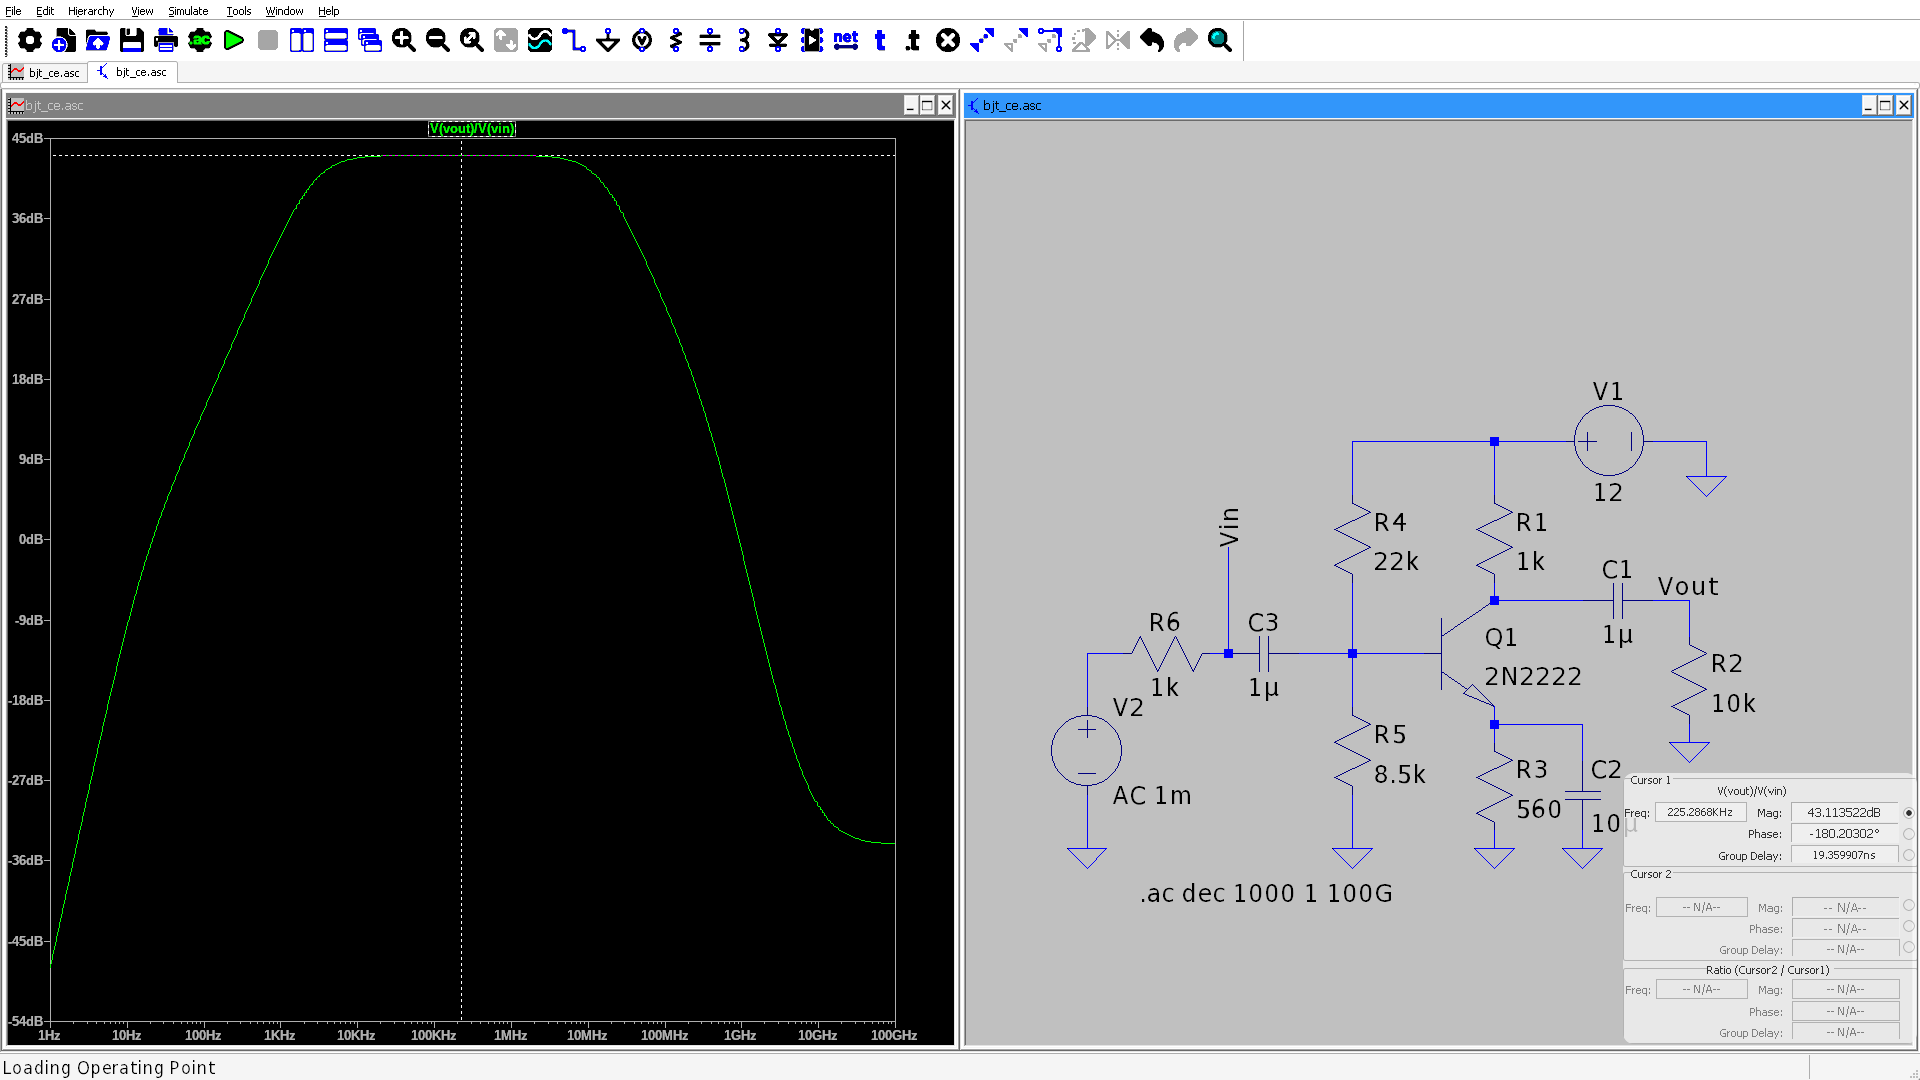 File Edit Hierarchy View Simulate Tools Window Help
.ac net t .t
bjt_ce.asc bjt_ce.asc
bjt_ce.asc
V(vout)/V(vin)
45dB
36dB
27dB
18dB
9dB
0dB
-9dB
-18dB
-27dB
-36dB
-45dB
-54dB
1Hz 10Hz 100Hz 1KHz 10KHz 100KHz 1MHz 10MHz 100MHz 1GHz 10GHz 100GHz
bjt_ce.asc
V1
12
Vin
R4
22k
R1
1k
C1
1µ
Vout
R6
1k
C3
1µ
Q1
2N2222
R2
10k
V2
AC 1m
R5
8.5k
R3
560
C2
10µ
.ac dec 1000 1 100G
Cursor 1
V(vout)/V(vin)
Freq: 225.2868KHz Mag: 43.113522dB
Phase: -180.20302°
Group Delay: 19.359907ns
Cursor 2
Freq: -- N/A-- Mag: -- N/A--
Phase: -- N/A--
Group Delay: -- N/A--
Ratio (Cursor2 / Cursor1)
Freq: -- N/A-- Mag: -- N/A--
Phase: -- N/A--
Group Delay: -- N/A--
Loading Operating Point